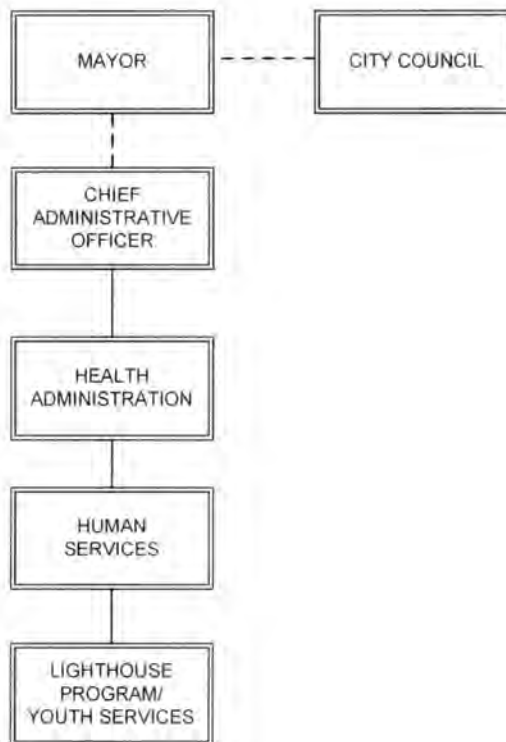 MAYOR
CITY COUNCIL
CHIEF
ADMINISTRATIVE
OFFICER
HEALTH
ADMINISTRATION
HUMAN
SERVICES
LIGHTHOUSE
PROGRAM/
YOUTH SERVICES